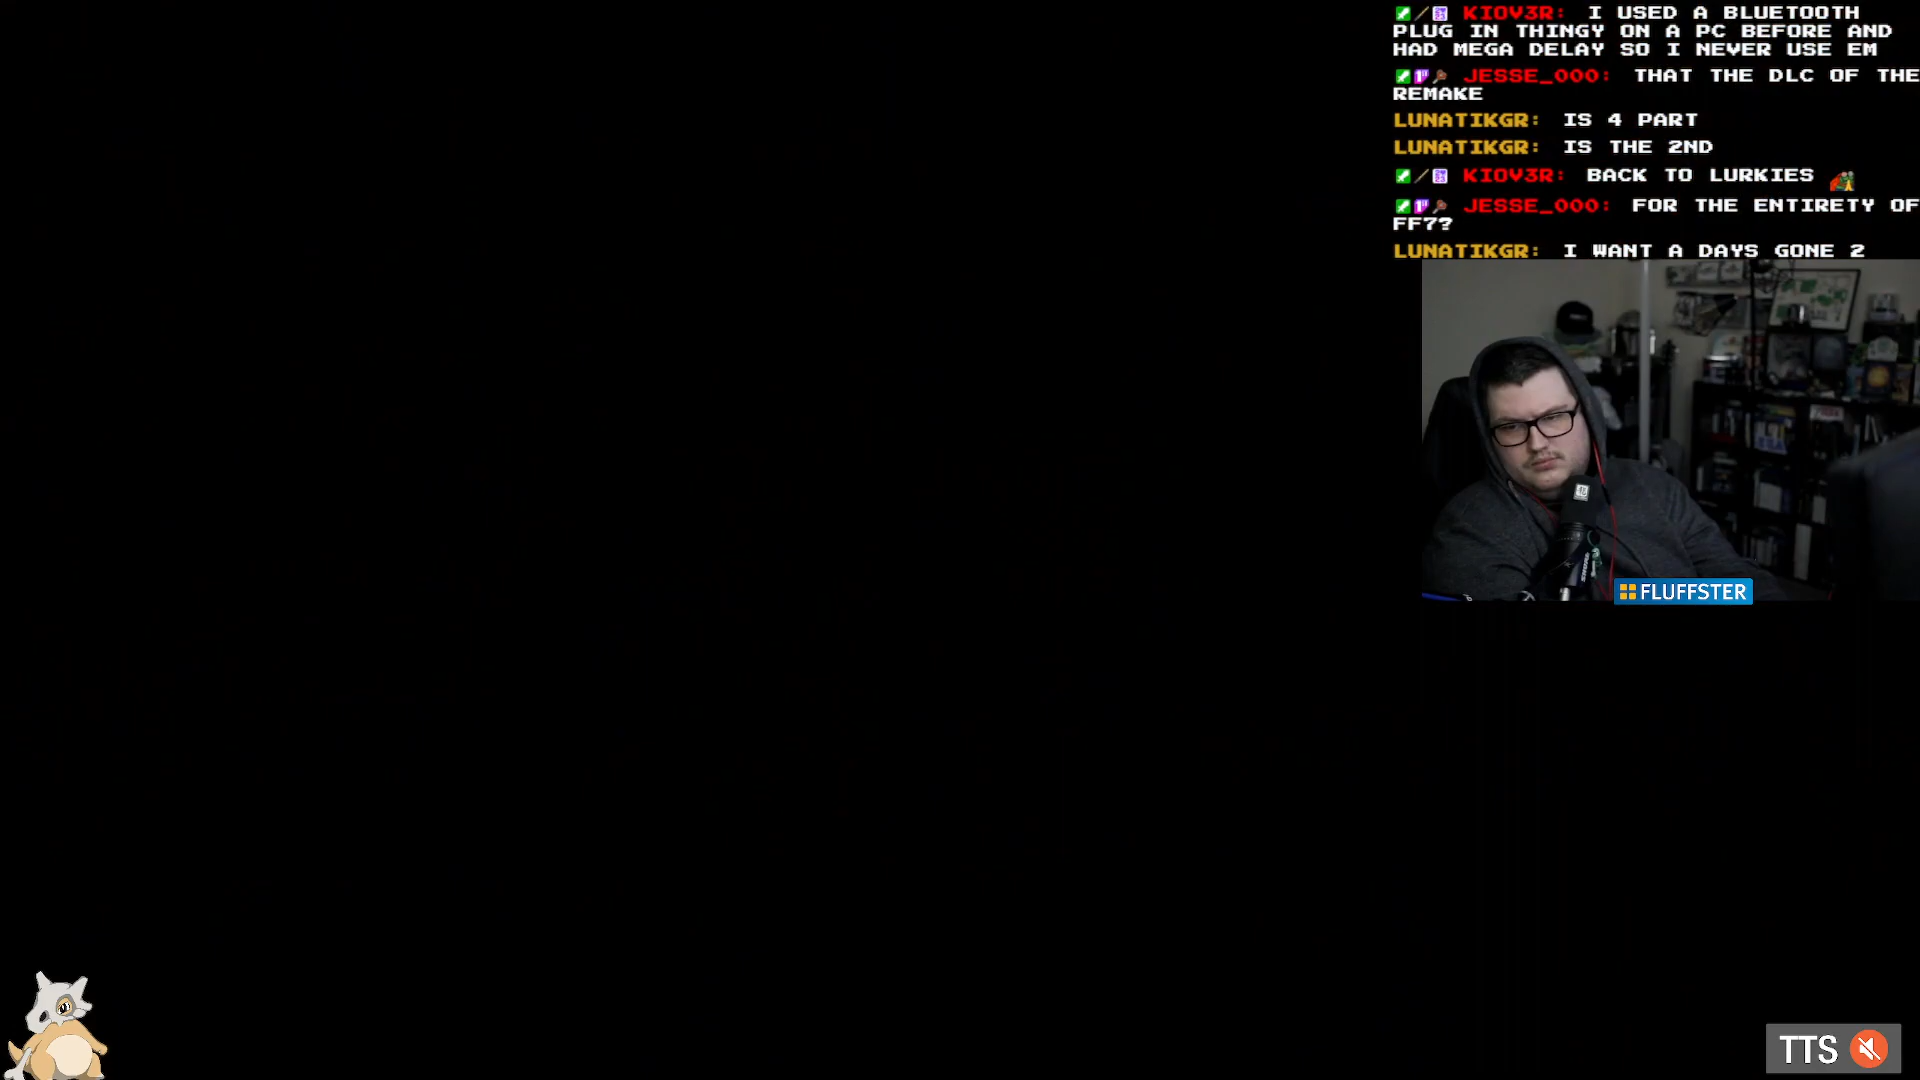 KIOV3R: I USED A BLUETOOTH
PLUG IN THINGY ON A PC BEFORE AND
HAD MEGA DELAY SO I NEVER USE EM
JESSE_000: THAT THE DLC OF THE
REMAKE
LUNATIKGR: IS 4 PART
LUNATIKGR: IS THE 2ND
KIOV3R: BACK TO LURKIES
JESSE_000: FOR THE ENTIRETY OF
FF7?
LUNATIKGR: I WANT A DAYS GONE 2
FLUFFSTER
TTS